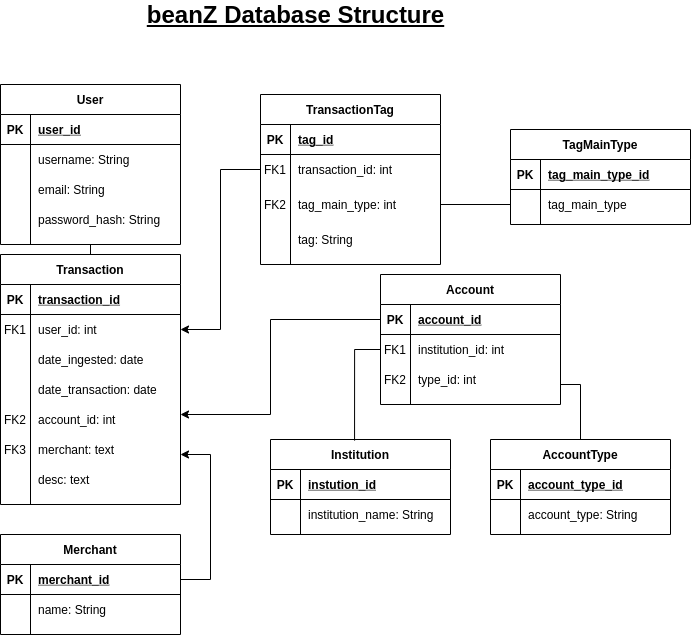 beanZ Database Structure
User
PK user_id
username: String
email: String
password_hash: String
TransactionTag
PK tag_id
FK1 transaction_id: int
FK2 tag_main_type: int
tag: String
TagMainType
PK tag_main_type_id
tag_main_type
Transaction
PK transaction_id
FK1 user_id: int
date_ingested: date
date_transaction: date
FK2 account_id: int
FK3 merchant: text
desc: text
Account
PK account_id
FK1 institution_id: int
FK2 type_id: int
Institution
PK instution_id
institution_name: String
AccountType
PK account_type_id
account_type: String
Merchant
PK merchant_id
name: String